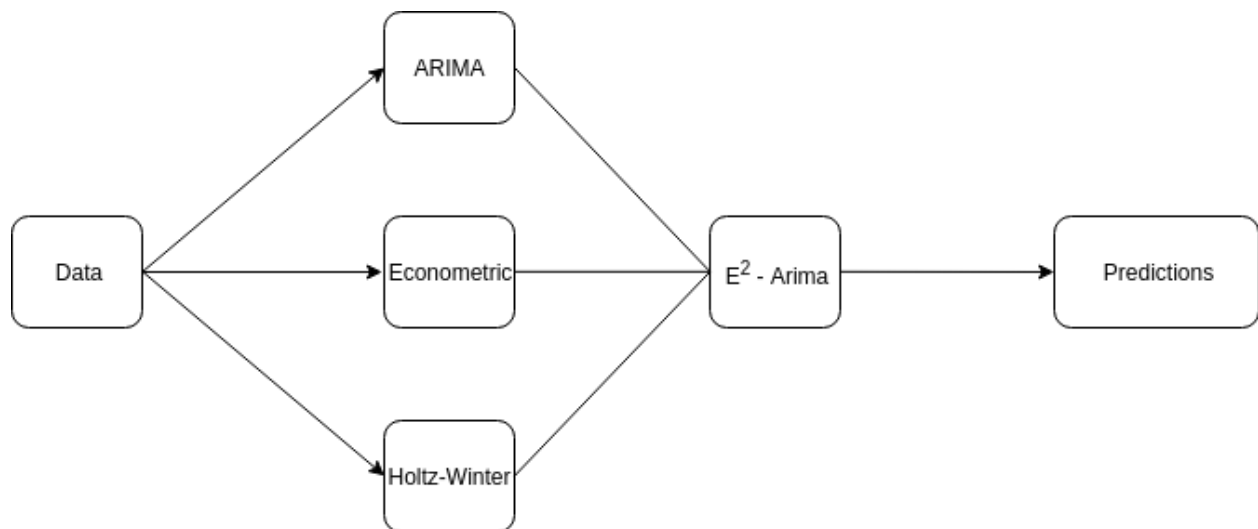 ARIMA
Data
Econometric
E² - Arima
Predictions
Holtz-Winter